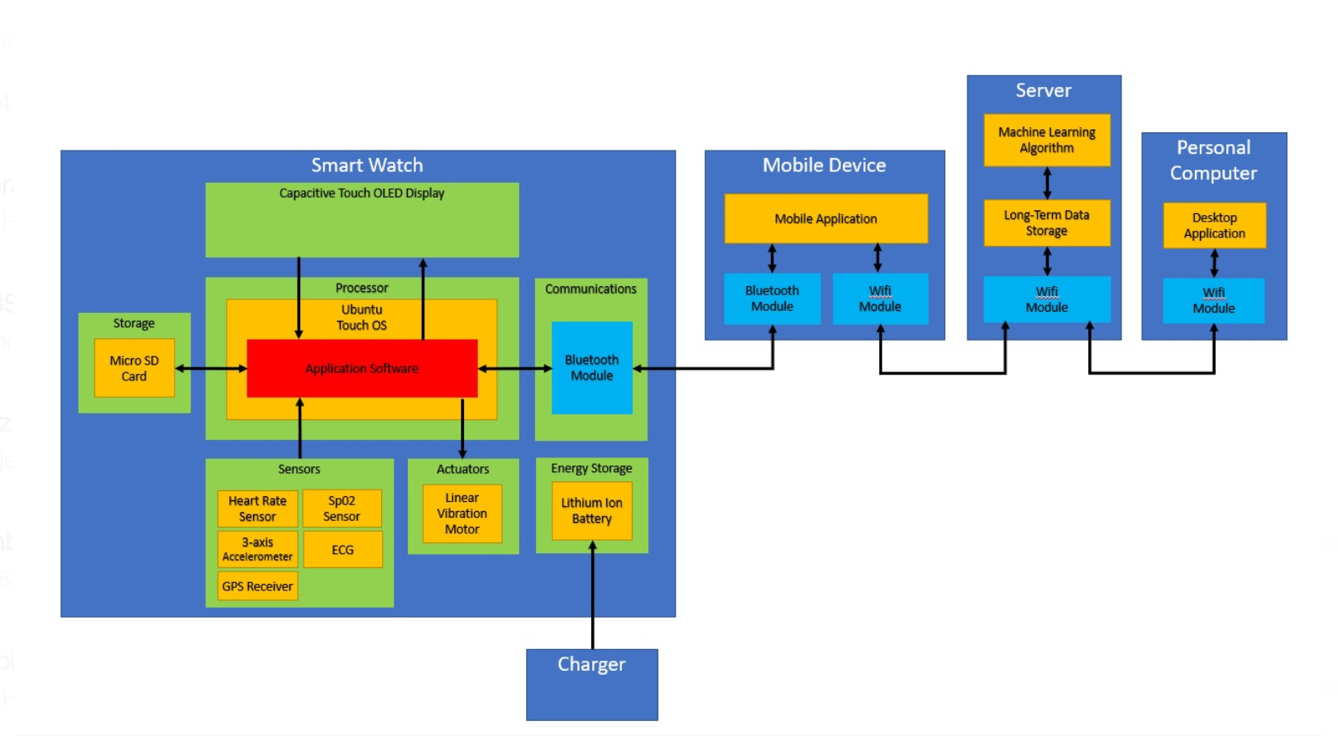 Server
Machine Learning
Algorithm
Long-Term Data
Storage
Wifi
Module
Personal
Computer
Desktop
Application
Wifi
Module
Smart Watch
Capacitive Touch OLED Display
Processor
Ubuntu
Touch OS
Application Software
Communications
Bluetooth
Module
Storage
Micro SD
Card
Sensors
Heart Rate
Sensor
Sp02
Sensor
3-axis
Accelerometer
ECG
GPS Receiver
Actuators
Linear
Vibration
Motor
Energy Storage
Lithium Ion
Battery
Mobile Device
Mobile Application
Bluetooth
Module
Wifi
Module
Charger